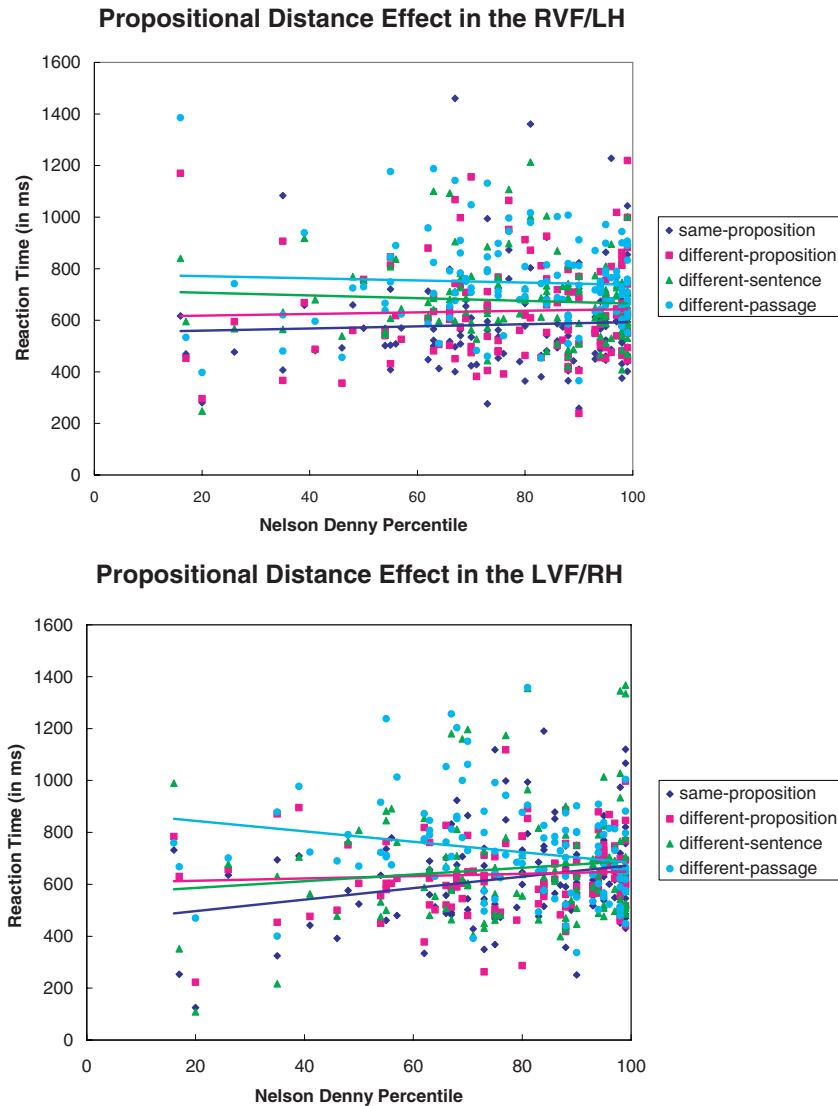 Propositional Distance Effect in the RVF/LH
1600
1400
1200
1000
800
600
400
200
0
Reaction Time (in ms)
0 20 40 60 80 100
Nelson Denny Percentile
same-proposition
different-proposition
different-sentence
different-passage
Propositional Distance Effect in the LVF/RH
1600
1400
1200
1000
800
600
400
200
0
Reaction Time (in ms)
0 20 40 60 80 100
Nelson Denny Percentile
same-proposition
different-proposition
different-sentence
different-passage